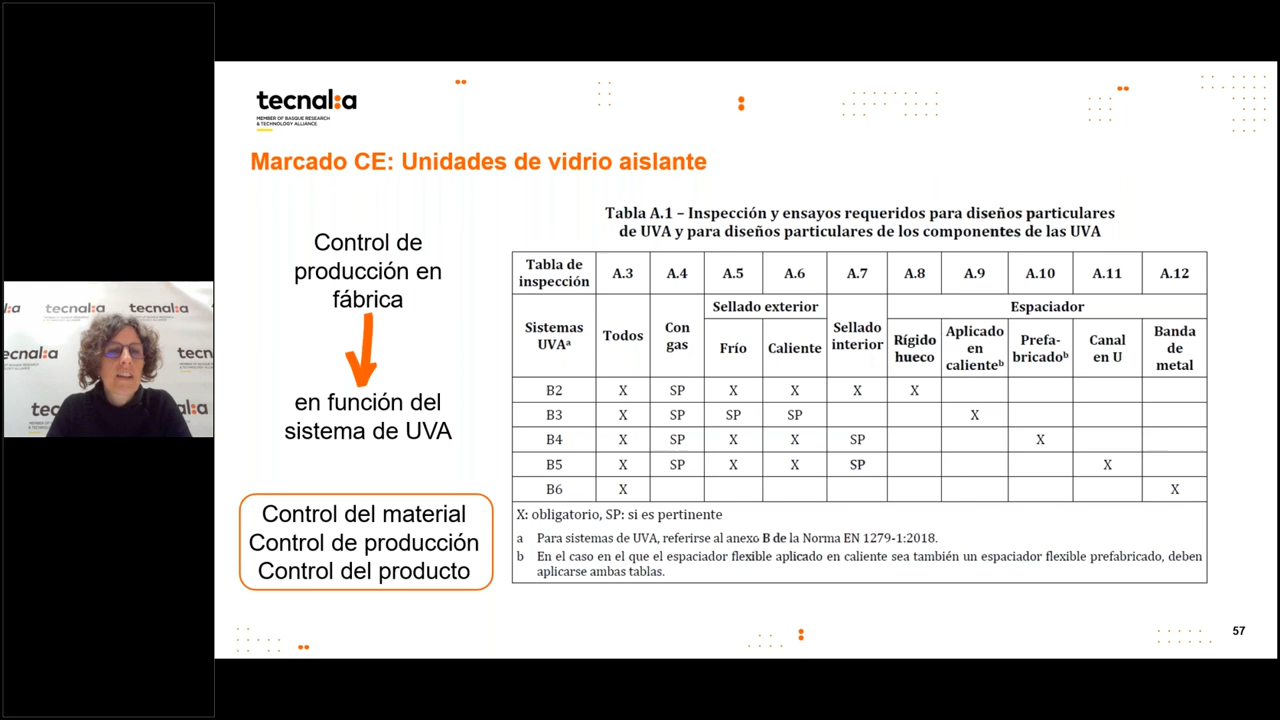 tecnal:a
MEMBER OF BASQUE RESEARCH
& TECHNOLOGY ALLIANCE
Marcado CE: Unidades de vidrio aislante
Control de
producción en
fábrica
en función del
sistema de UVA
Control del material
Control de producción
Control del producto
Tabla A.1 – Inspección y ensayos requeridos para diseños particulares
de UVA y para diseños particulares de los componentes de las UVA
Tabla de inspección A.3 A.4 A.5 A.6 A.7 A.8 A.9 A.10 A.11 A.12
Sistemas UVAᵃ Todos Con gas Sellado exterior Sellado interior Espaciador
Frío Caliente Rígido hueco Aplicado en calienteᵇ Prefa-bricadoᵇ Canal en U Banda de metal
B2 X SP X X X X
B3 X SP SP SP X
B4 X SP X X SP X
B5 X SP X X SP X
B6 X X
X: obligatorio, SP: si es pertinente
a Para sistemas de UVA, referirse al anexo B de la Norma EN 1279-1:2018.
b En el caso en el que el espaciador flexible aplicado en caliente sea también un espaciador flexible prefabricado, deben
aplicarse ambas tablas.
57
tecnal:a
tecnal:a